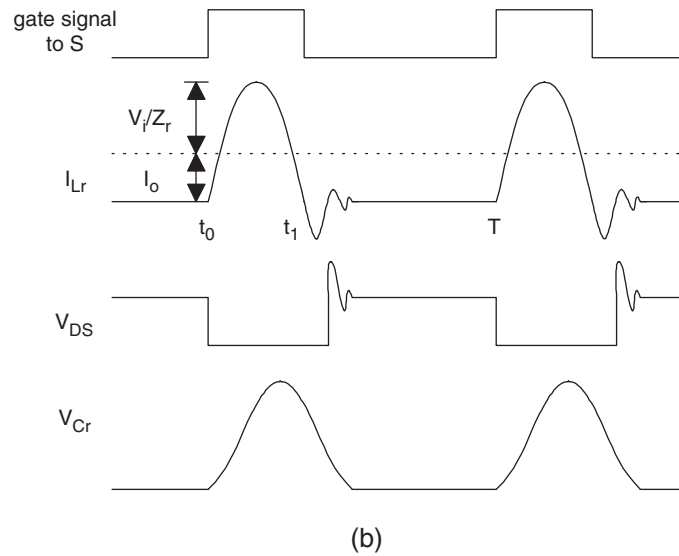 gate signal
to S
V_i/Z_r
I_Lr
I_o
t_0
t_1
T
V_DS
V_Cr
(b)